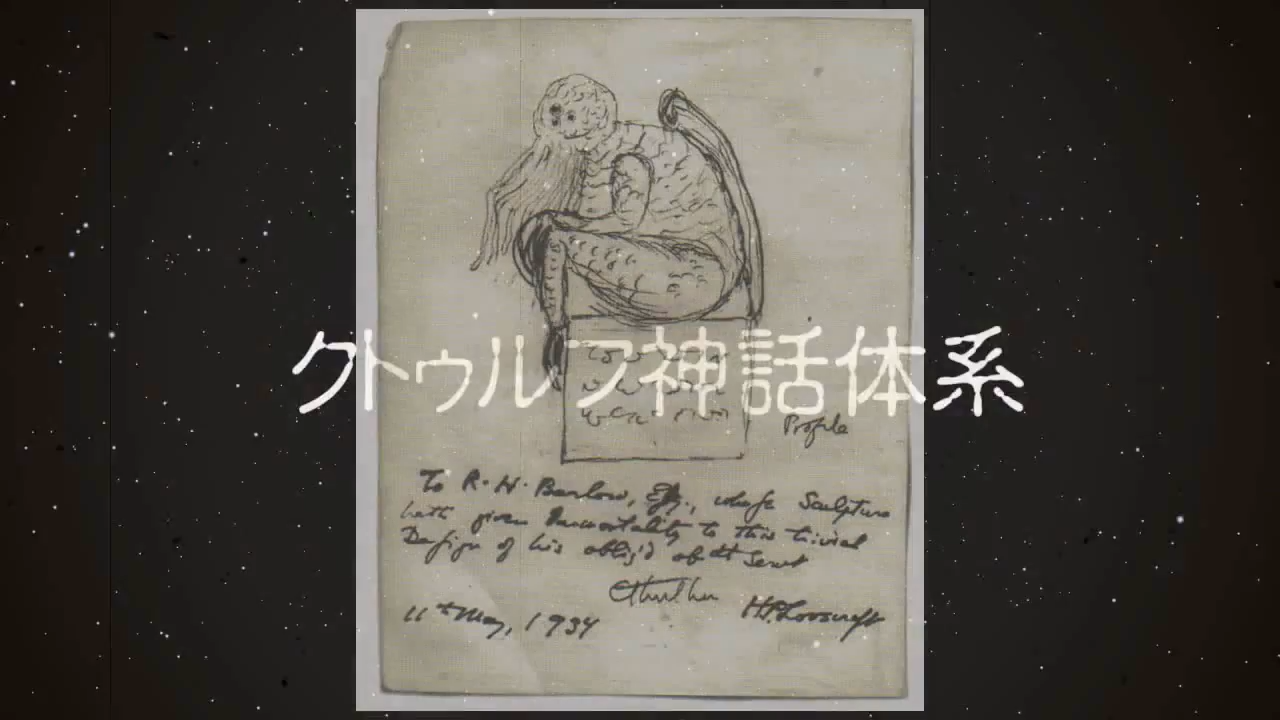 クトゥルフ神話体系
Profile
To R. H. Barlow, Esq., whose Sculpture
hath given Immortality to this trivial
Design of his oblig'd obdt Servt
Cthulhu H. P. Lovecraft
11th May, 1934